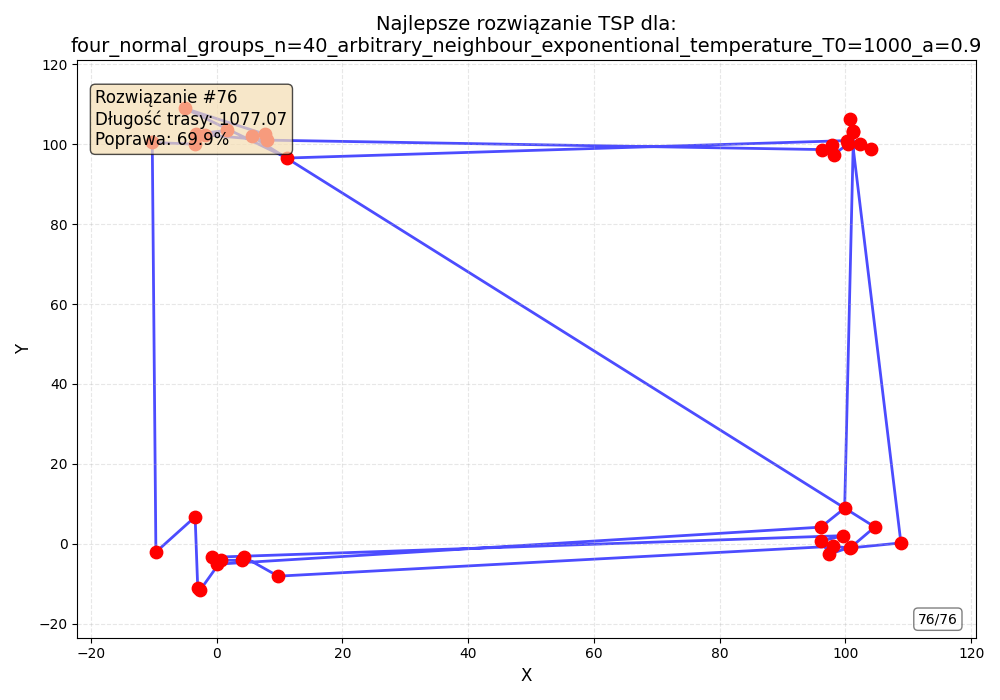 Najlepsze rozwiązanie TSP dla:
four_normal_groups_n=40_arbitrary_neighbour_exponential_temperature_T0=1000_a=0.9
Rozwiązanie #76
Długość trasy: 1077.07
Poprawa: 69.9%
120
100
80
60
40
20
0
−20
Y
76/76
−20
0
20
40
60
80
100
120
X